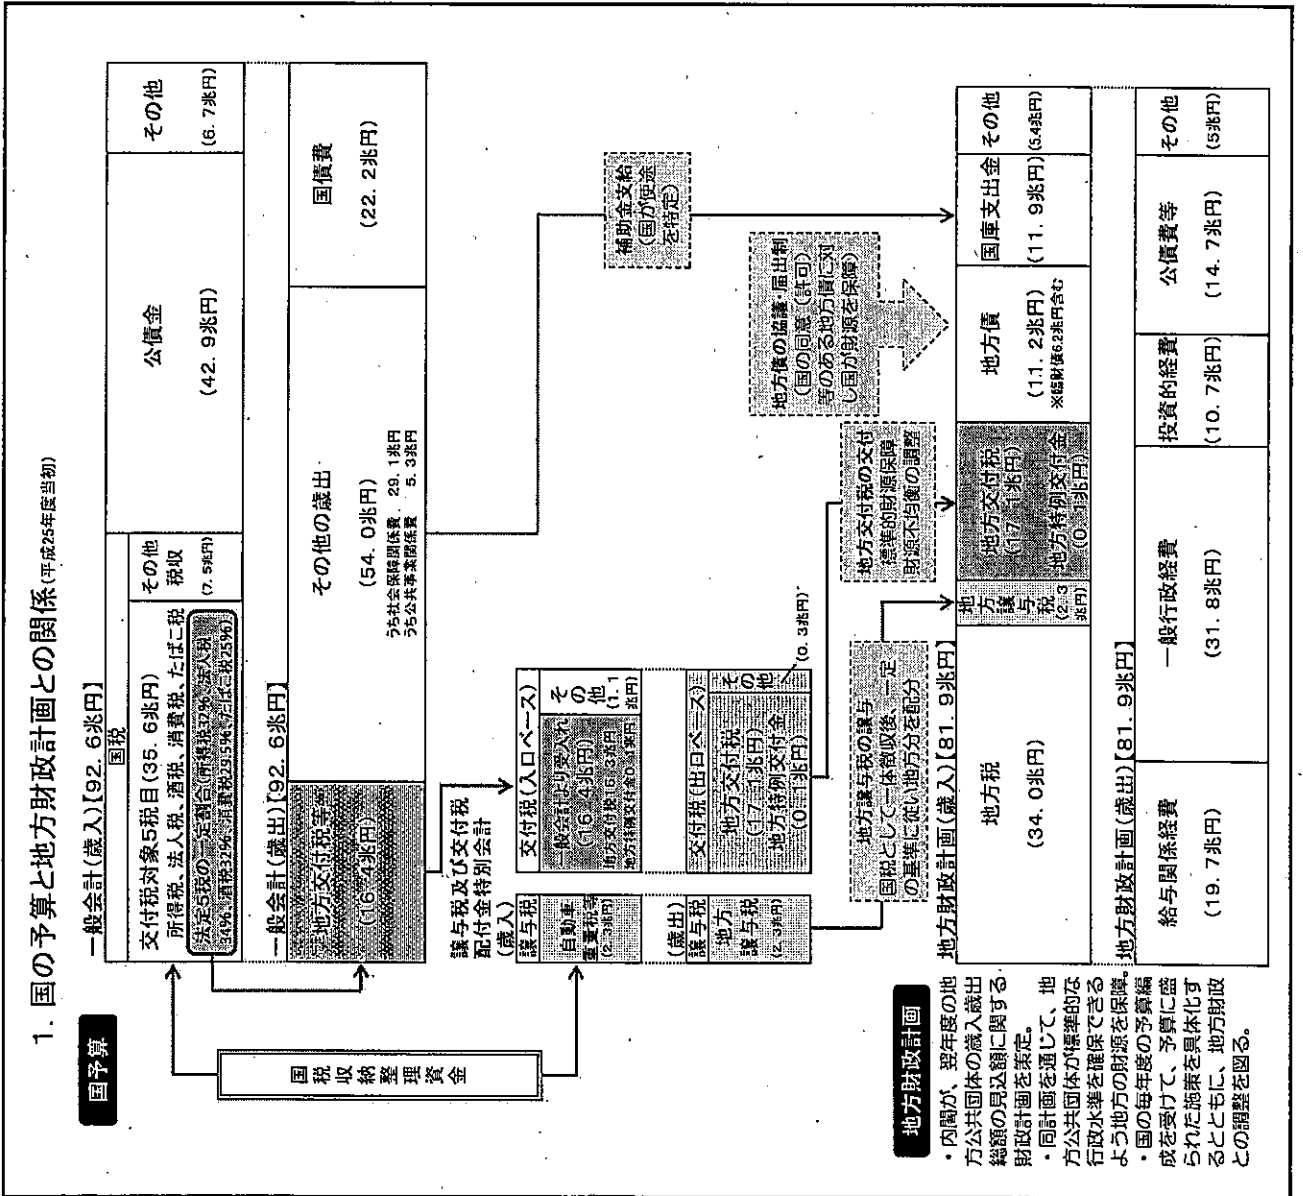 1. 国の予算と地方財政計画との関係(平成25年度当初)
国予算
一般会計(歳入)【92. 6兆円】
国税
交付税対象5税目(35. 6兆円)
所得税、法人税、酒税、消費税、たばこ税
法定5税の一定割合(所得税32%、法人税
34%、酒税32%、消費税29.5%、たばこ税25%)
その他
税収
(7. 5兆円)
公債金
(42. 9兆円)
その他
(6. 7兆円)
一般会計(歳出)【92. 6兆円】
地方交付税等
(16. 4兆円)
その他の歳出
(54. 0兆円)
うち社会保障関係費 29. 1兆円
うち公共事業関係費 5. 3兆円
国債費
(22. 2兆円)
国税収納整理資金
譲与税及び交付税
配付金特別会計
(歳入)
譲与税
自動車
重量税等
(2. 3兆円)
交付税(入口ベース)
一般会計より受入れ
(16. 4兆円)
地方交付税16.3兆円
地方特例交付金0.1兆円
その他
(1. 1
兆円)
(歳出)
譲与税
地方
譲与税
(2. 3兆円)
交付税(出口ベース)
地方交付税
(17. 1兆円)
地方特例交付金
(0. 1兆円)
その他
(0. 3兆円)
補助金支給
(国が使途
を特定)
地方債の協議・届出制
(国の同意(許可)
等のある地方債に対
し国が財源を保障)
地方交付税の交付
標準的財源保障
財源不均衡の調整
地方譲与税の譲与
国税として一体徴収後、一定
の基準に従い地方分を配分
地方財政計画
・内閣が、翌年度の地
方公共団体の歳入歳出
総額の見込額に関する
財政計画を策定。
・同計画を通じて、地
方公共団体が標準的な
行政水準を確保できる
よう地方の財源を保障。
・国の毎年度の予算編
成を受けて、予算に盛
られた施策を具体化す
るとともに、地方財政
との調整を図る。
地方財政計画(歳入)【81. 9兆円】
地方税
(34. 0兆円)
地方譲与税
(2. 3
兆円)
地方交付税
(17. 1兆円)
地方特例交付金
(0. 1兆円)
地方債
(11. 2兆円)
※臨財債6.2兆円含む
国庫支出金
(11. 9兆円)
その他
(5.4兆円)
地方財政計画(歳出)【81. 9兆円】
給与関係経費
(19. 7兆円)
一般行政経費
(31. 8兆円)
投資的経費
(10. 7兆円)
公債費等
(14. 7兆円)
その他
(5兆円)